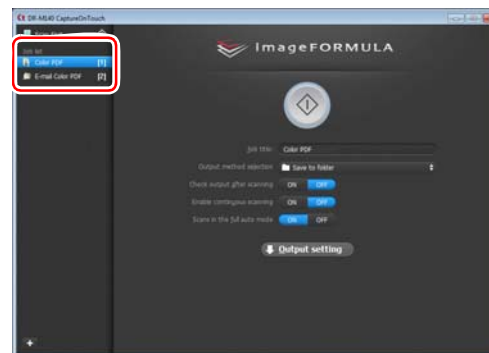 DR-M140 CaptureOnTouch
Scan First
Job list
Color PDF [1]
E-mail Color PDF [2]
imageFORMULA
Job title: Color PDF
Output method selection Save to folder
Check output after scanning ON OFF
Enable continuous scanning ON OFF
Scans in the full auto mode ON OFF
Output setting